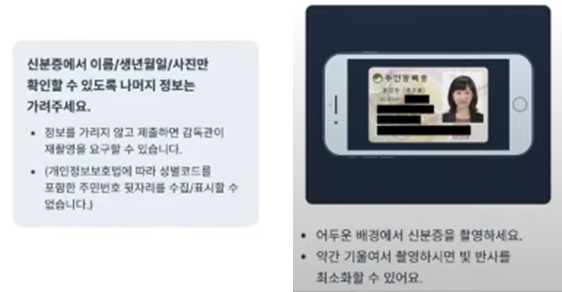 신분증에서 이름/생년월일/사진만
확인할 수 있도록 나머지 정보는
가려주세요.
• 정보를 가리지 않고 제출하면 감독관이
재촬영을 요구할 수 있습니다.
• (개인정보보호법에 따라 성별코드를
포함한 주민번호 뒷자리를 수집/표시할 수
없습니다.)
주민등록증
• 어두운 배경에서 신분증을 촬영하세요.
• 약간 기울여서 촬영하시면 빛 반사를
최소화할 수 있어요.